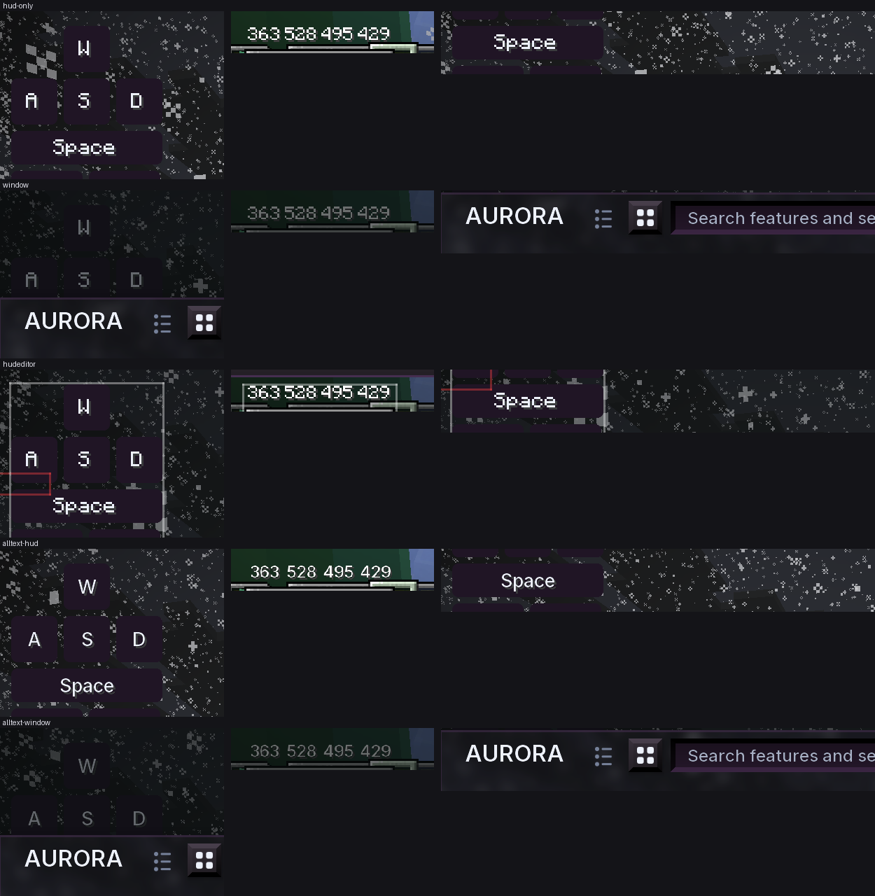 hud-only
W
363 528 495 429
Space
A S D
Space
window
W
363 528 495 429
AURORA
Search features and se
A S D
AURORA
hudeditor
W
363 528 495 429
Space
A S D
Space
alltext-hud
W
363 528 495 429
Space
A S D
Space
alltext-window
W
363 528 495 429
AURORA
Search features and se
A S D
AURORA